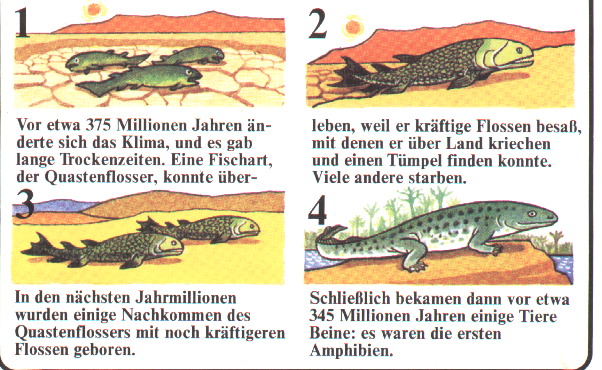 1
Vor etwa 375 Millionen Jahren än-
derte sich das Klima, und es gab
lange Trockenzeiten. Eine Fischart,
der Quastenflosser, konnte über-
2
leben, weil er kräftige Flossen besaß,
mit denen er über Land kriechen
und einen Tümpel finden konnte.
Viele andere starben.
3
In den nächsten Jahrmillionen
wurden einige Nachkommen des
Quastenflossers mit noch kräftigeren
Flossen geboren.
4
Schließlich bekamen dann vor etwa
345 Millionen Jahren einige Tiere
Beine: es waren die ersten
Amphibien.